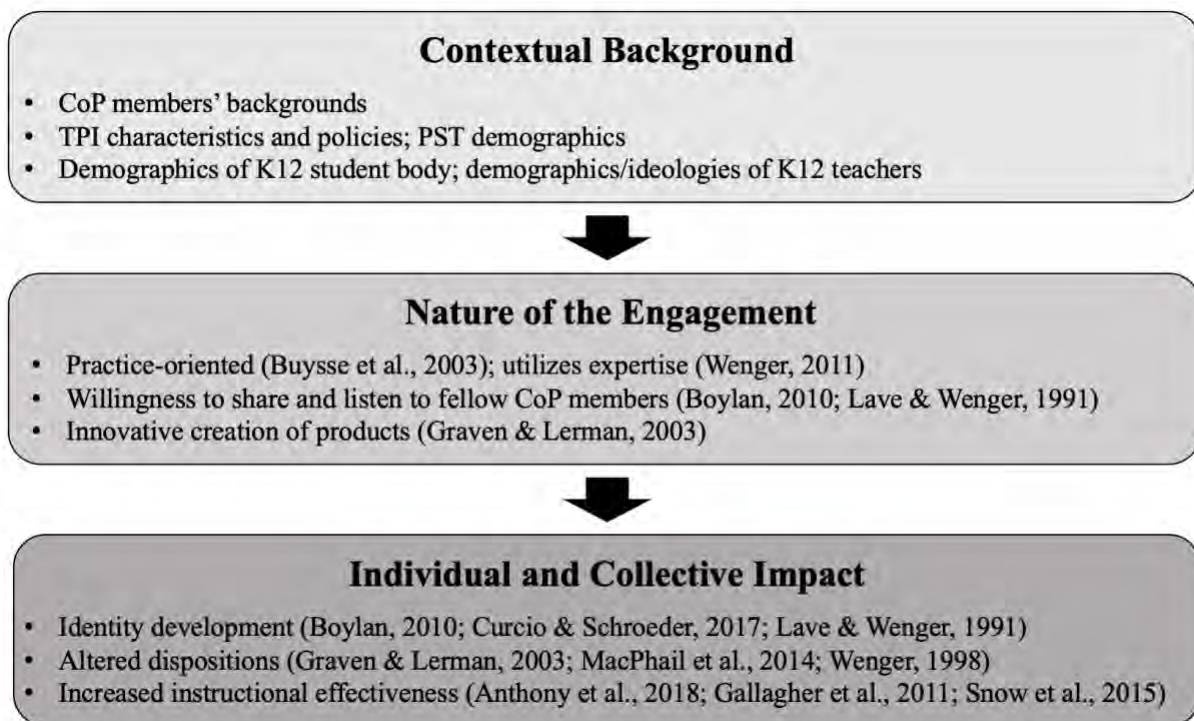 Contextual Background
• CoP members’ backgrounds
• TPI characteristics and policies; PST demographics
• Demographics of K12 student body; demographics/ideologies of K12 teachers
Nature of the Engagement
• Practice-oriented (Buysse et al., 2003); utilizes expertise (Wenger, 2011)
• Willingness to share and listen to fellow CoP members (Boylan, 2010; Lave & Wenger, 1991)
• Innovative creation of products (Graven & Lerman, 2003)
Individual and Collective Impact
• Identity development (Boylan, 2010; Curcio & Schroeder, 2017; Lave & Wenger, 1991)
• Altered dispositions (Graven & Lerman, 2003; MacPhail et al., 2014; Wenger, 1998)
• Increased instructional effectiveness (Anthony et al., 2018; Gallagher et al., 2011; Snow et al., 2015)